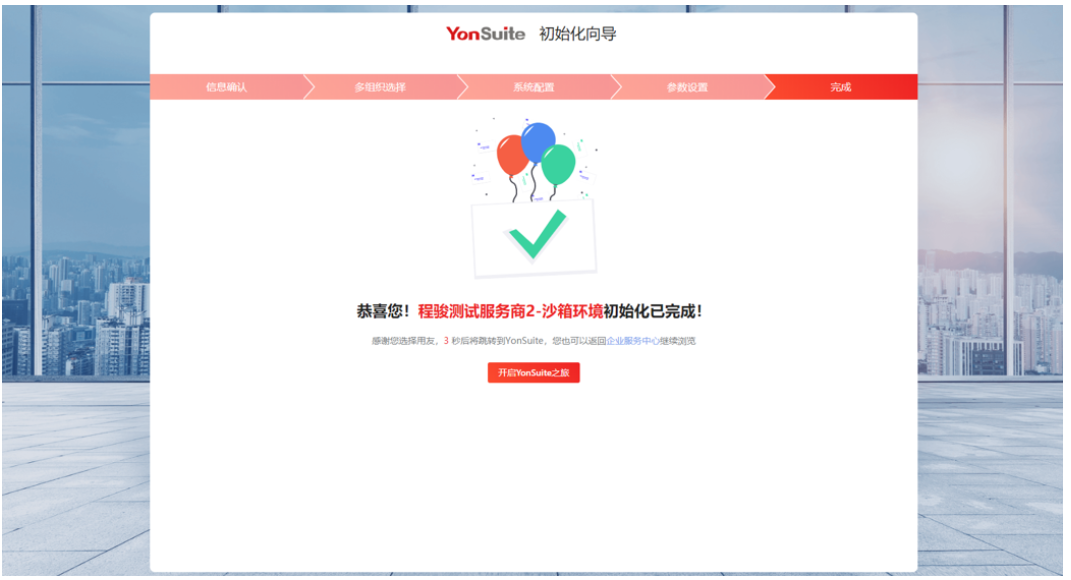 YonSuite 初始化向导
信息确认 多组织选择 系统配置 参数设置 完成
恭喜您！程骏测试服务商2-沙箱环境初始化已完成！
感谢您选择用友，3 秒后将跳转到YonSuite，您也可以返回企业服务中心继续浏览
开启YonSuite之旅